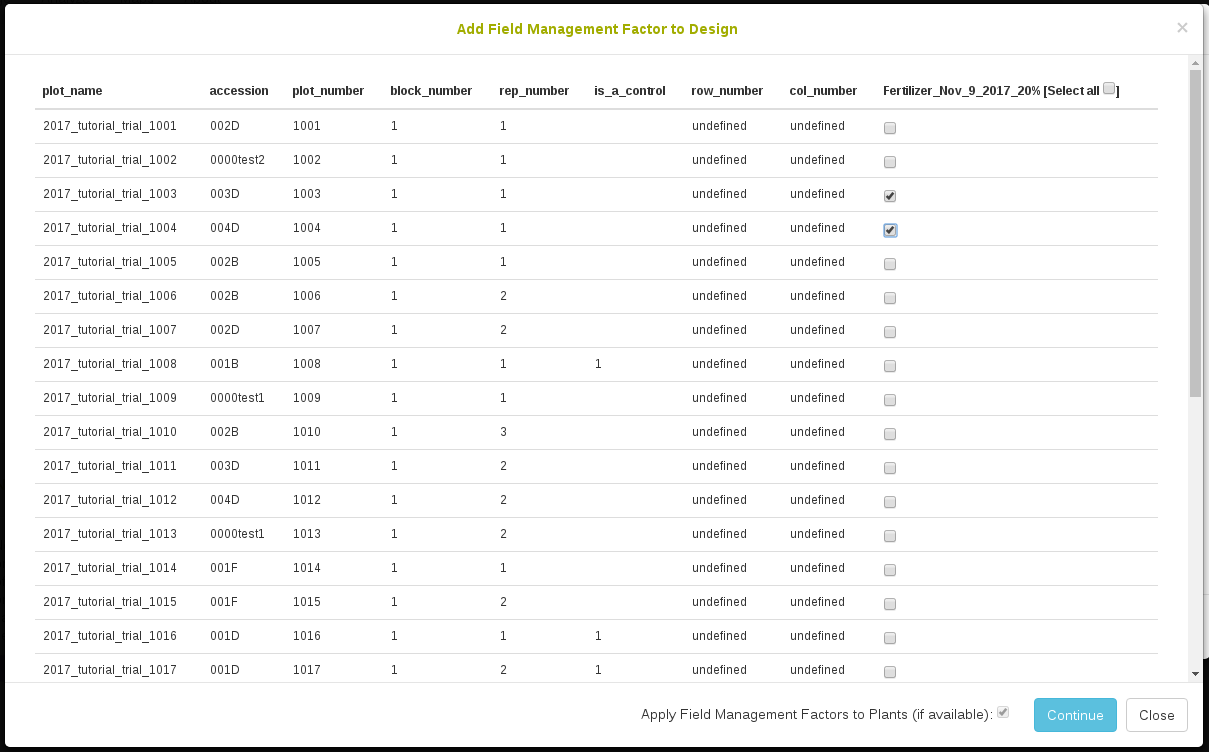 Add Field Management Factor to Design ×
plot_name accession plot_number block_number rep_number is_a_control row_number col_number Fertilizer_Nov_9_2017_20% [Select all ]
2017_tutorial_trial_1001 002D 1001 1 1 undefined undefined
2017_tutorial_trial_1002 0000test2 1002 1 1 undefined undefined
2017_tutorial_trial_1003 003D 1003 1 1 undefined undefined
2017_tutorial_trial_1004 004D 1004 1 1 undefined undefined
2017_tutorial_trial_1005 002B 1005 1 1 undefined undefined
2017_tutorial_trial_1006 002B 1006 1 2 undefined undefined
2017_tutorial_trial_1007 002D 1007 1 2 undefined undefined
2017_tutorial_trial_1008 001B 1008 1 1 1 undefined undefined
2017_tutorial_trial_1009 0000test1 1009 1 1 undefined undefined
2017_tutorial_trial_1010 002B 1010 1 3 undefined undefined
2017_tutorial_trial_1011 003D 1011 1 2 undefined undefined
2017_tutorial_trial_1012 004D 1012 1 2 undefined undefined
2017_tutorial_trial_1013 0000test1 1013 1 2 undefined undefined
2017_tutorial_trial_1014 001F 1014 1 1 undefined undefined
2017_tutorial_trial_1015 001F 1015 1 2 undefined undefined
2017_tutorial_trial_1016 001D 1016 1 1 1 undefined undefined
2017_tutorial_trial_1017 001D 1017 1 2 1 undefined undefined
Apply Field Management Factors to Plants (if available): Continue Close